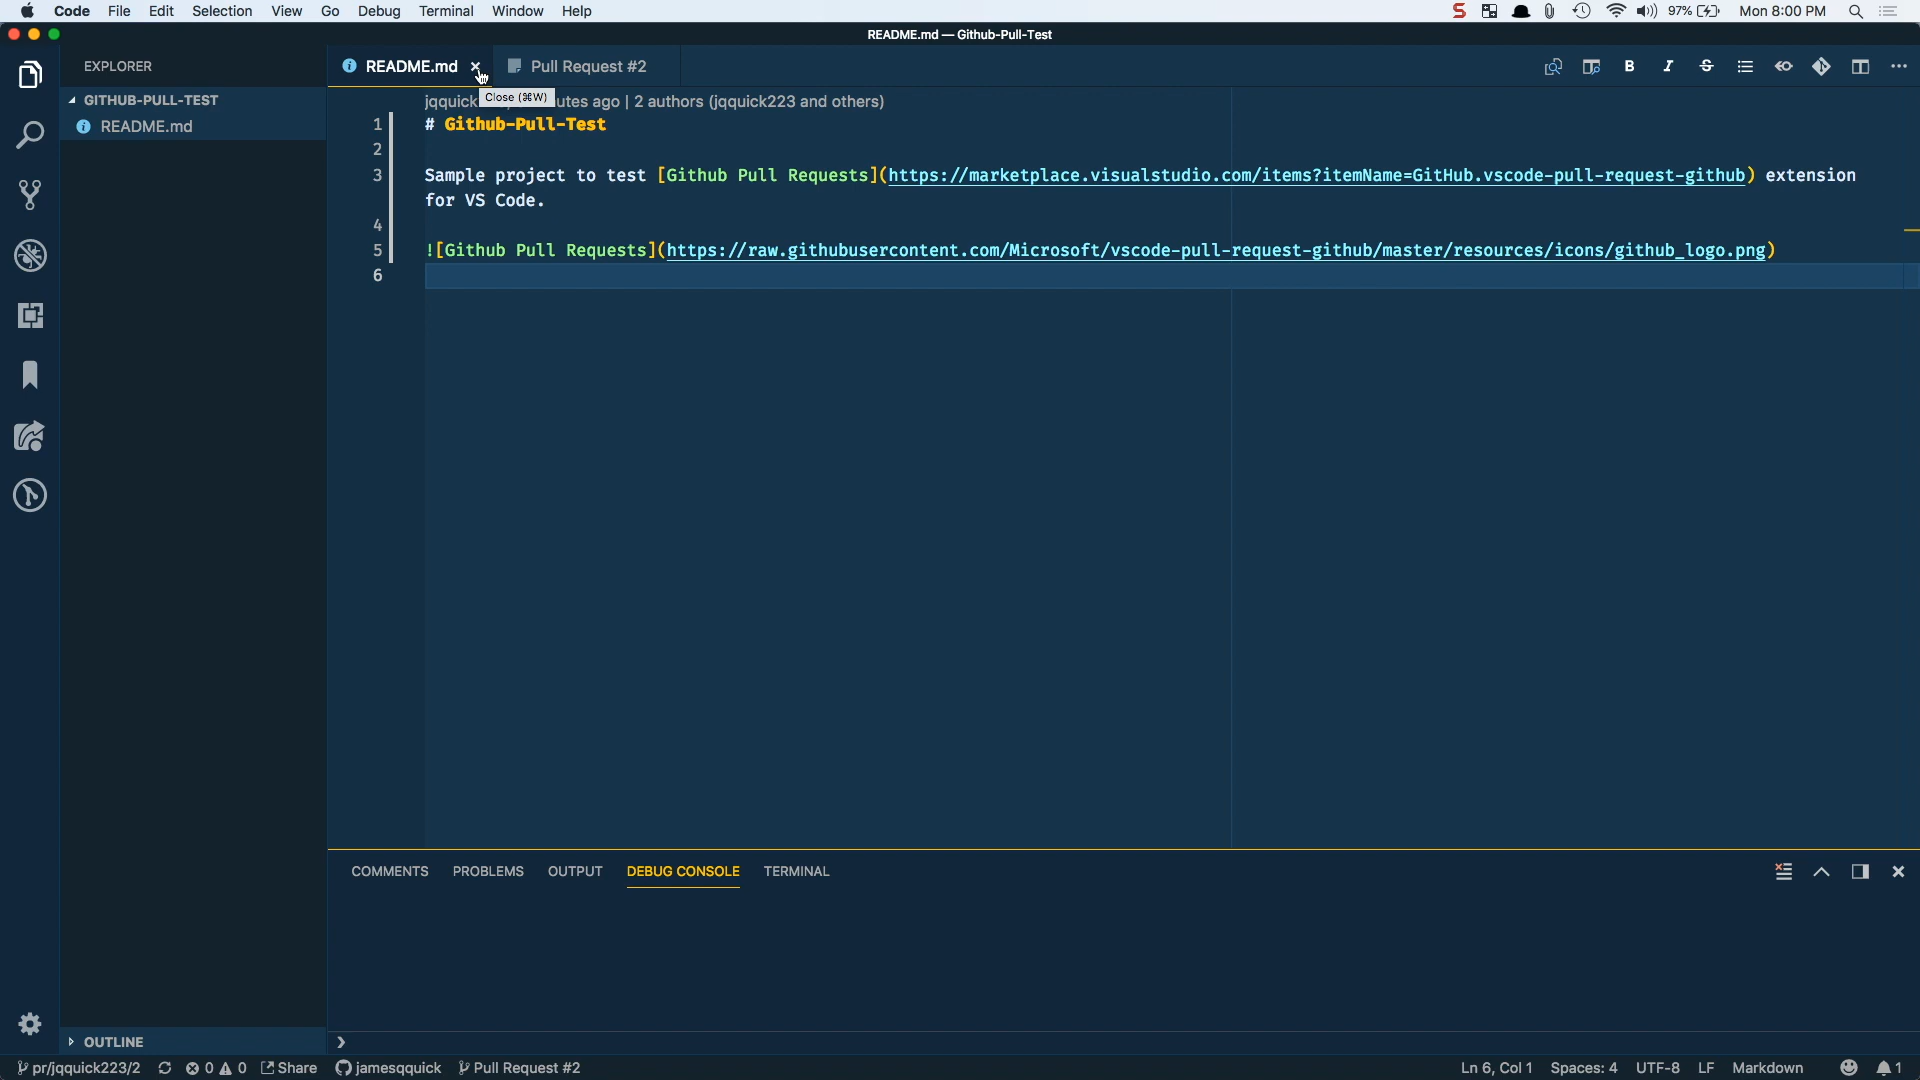 Code File Edit Selection View Go Debug Terminal Window Help 97% Mon 8:00 PM
README.md — Github-Pull-Test
EXPLORER
README.md
Pull Request #2
GITHUB-PULL-TEST
README.md
Close (⌘W)
jqquick utes ago | 2 authors (jqquick223 and others)
1 # Github-Pull-Test
2
3 Sample project to test [Github Pull Requests](https://marketplace.visualstudio.com/items?itemName=GitHub.vscode-pull-request-github) extension
for VS Code.
4
5 ![Github Pull Requests](https://raw.githubusercontent.com/Microsoft/vscode-pull-request-github/master/resources/icons/github_logo.png)
6
COMMENTS PROBLEMS OUTPUT DEBUG CONSOLE TERMINAL
OUTLINE
pr/jqquick223/2 0 0 Share jamesqquick Pull Request #2 Ln 6, Col 1 Spaces: 4 UTF-8 LF Markdown 1